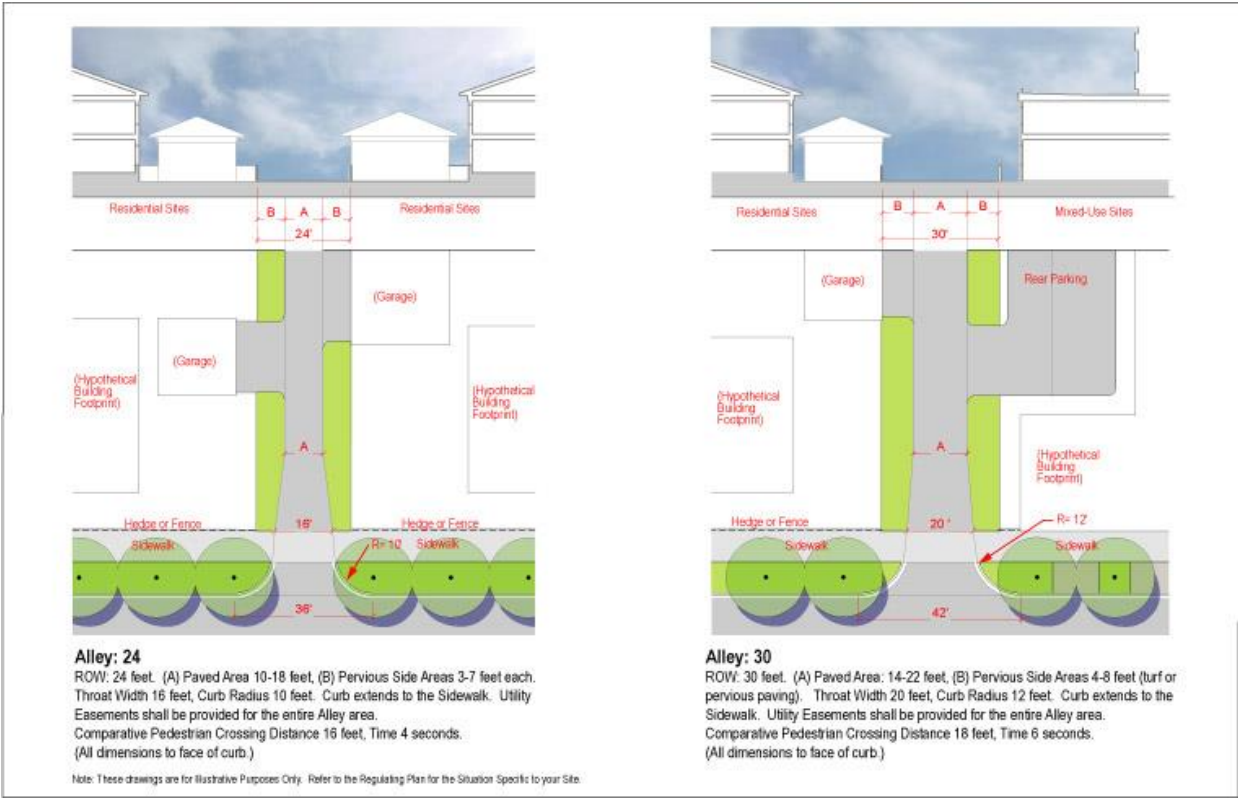 Residential Sites
B A B
24'
Residential Sites
(Garage)
(Garage)
(Hypothetical
Building
Footprint)
(Hypothetical
Building
Footprint)
A
Hedge or Fence
16'
Hedge or Fence
Sidewalk
R= 10'
Sidewalk
36'
Alley: 24
ROW: 24 feet. (A) Paved Area 10-18 feet, (B) Pervious Side Areas 3-7 feet each.
Throat Width 16 feet, Curb Radius 10 feet. Curb extends to the Sidewalk. Utility
Easements shall be provided for the entire Alley area.
Comparative Pedestrian Crossing Distance 16 feet, Time 4 seconds.
(All dimensions to face of curb.)
Note: These drawings are for Illustrative Purposes Only. Refer to the Regulating Plan for the Situation Specific to your Site.
Residential Sites
B A B
30'
Mixed-Use Sites
(Garage)
Rear Parking
(Hypothetical
Building
Footprint)
A
(Hypothetical
Building
Footprint)
Hedge or Fence
20 '
R= 12'
Sidewalk
Sidewalk
42'
Alley: 30
ROW: 30 feet. (A) Paved Area: 14-22 feet, (B) Pervious Side Areas 4-8 feet (turf or
pervious paving). Throat Width 20 feet, Curb Radius 12 feet. Curb extends to the
Sidewalk. Utility Easements shall be provided for the entire Alley area.
Comparative Pedestrian Crossing Distance 18 feet, Time 6 seconds.
(All dimensions to face of curb.)